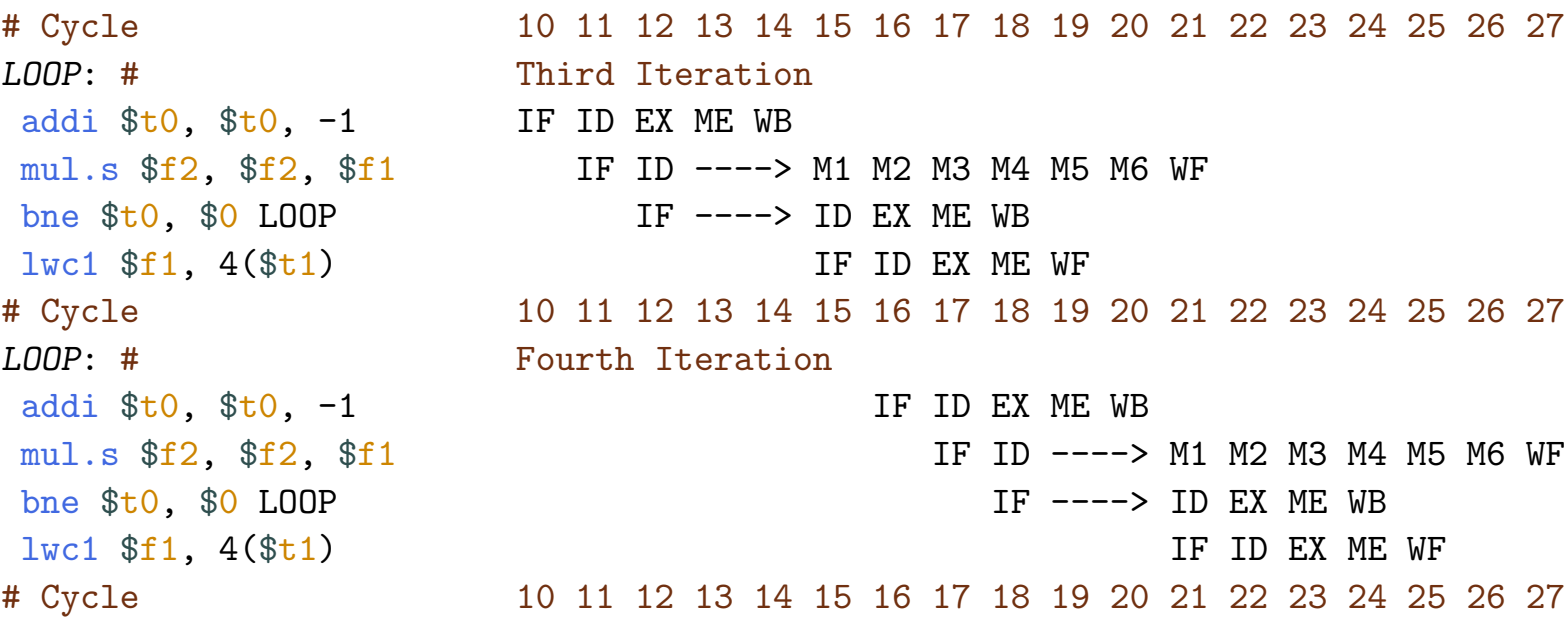 # Cycle 10 11 12 13 14 15 16 17 18 19 20 21 22 23 24 25 26 27
LOOP: # Third Iteration
addi $t0, $t0, -1 IF ID EX ME WB
mul.s $f2, $f2, $f1 IF ID ----> M1 M2 M3 M4 M5 M6 WF
bne $t0, $0 LOOP IF ----> ID EX ME WB
lwc1 $f1, 4($t1) IF ID EX ME WF
# Cycle 10 11 12 13 14 15 16 17 18 19 20 21 22 23 24 25 26 27
LOOP: # Fourth Iteration
addi $t0, $t0, -1 IF ID EX ME WB
mul.s $f2, $f2, $f1 IF ID ----> M1 M2 M3 M4 M5 M6 WF
bne $t0, $0 LOOP IF ----> ID EX ME WB
lwc1 $f1, 4($t1) IF ID EX ME WF
# Cycle 10 11 12 13 14 15 16 17 18 19 20 21 22 23 24 25 26 27